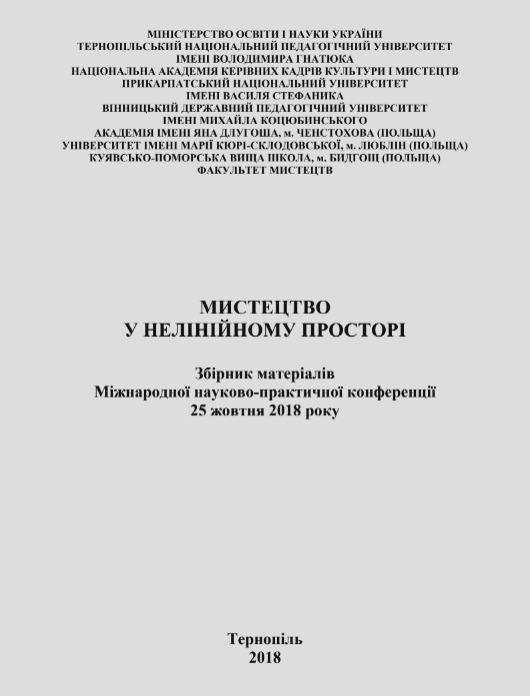 МІНІСТЕРСТВО ОСВІТИ І НАУКИ УКРАЇНИ
ТЕРНОПІЛЬСЬКИЙ НАЦІОНАЛЬНИЙ ПЕДАГОГІЧНИЙ УНІВЕРСИТЕТ
ІМЕНІ ВОЛОДИМИРА ГНАТЮКА
НАЦІОНАЛЬНА АКАДЕМІЯ КЕРІВНИХ КАДРІВ КУЛЬТУРИ І МИСТЕЦТВ
ПРИКАРПАТСЬКИЙ НАЦІОНАЛЬНИЙ УНІВЕРСИТЕТ
ІМЕНІ ВАСИЛЯ СТЕФАНИКА
ВІННИЦЬКИЙ ДЕРЖАВНИЙ ПЕДАГОГІЧНИЙ УНІВЕРСИТЕТ
ІМЕНІ МИХАЙЛА КОЦЮБИНСЬКОГО
АКАДЕМІЯ ІМЕНІ ЯНА ДЛУГОША, м. ЧЕНСТОХОВА (ПОЛЬЩА)
УНІВЕРСИТЕТ ІМЕНІ МАРІЇ КЮРІ-СКЛОДОВСЬКОЇ, м. ЛЮБЛІН (ПОЛЬЩА)
КУЯВСЬКО-ПОМОРСЬКА ВИЩА ШКОЛА, м. БИДГОЩ (ПОЛЬЩА)
ФАКУЛЬТЕТ МИСТЕЦТВ
МИСТЕЦТВО
У НЕЛІНІЙНОМУ ПРОСТОРІ
Збірник матеріалів
Міжнародної науково-практичної конференції
25 жовтня 2018 року
Тернопіль
2018